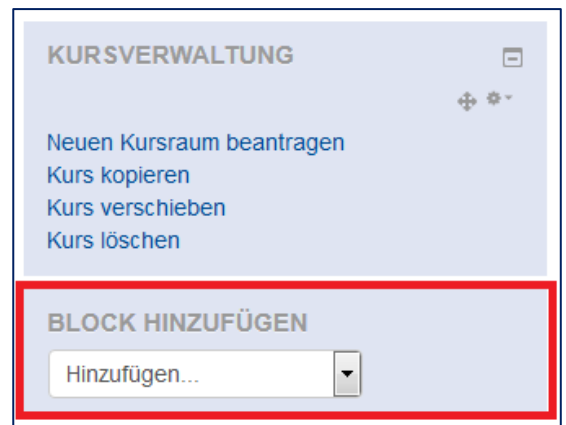 KURSVERWALTUNG
Neuen Kursraum beantragen
Kurs kopieren
Kurs verschieben
Kurs löschen
BLOCK HINZUFÜGEN
Hinzufügen...